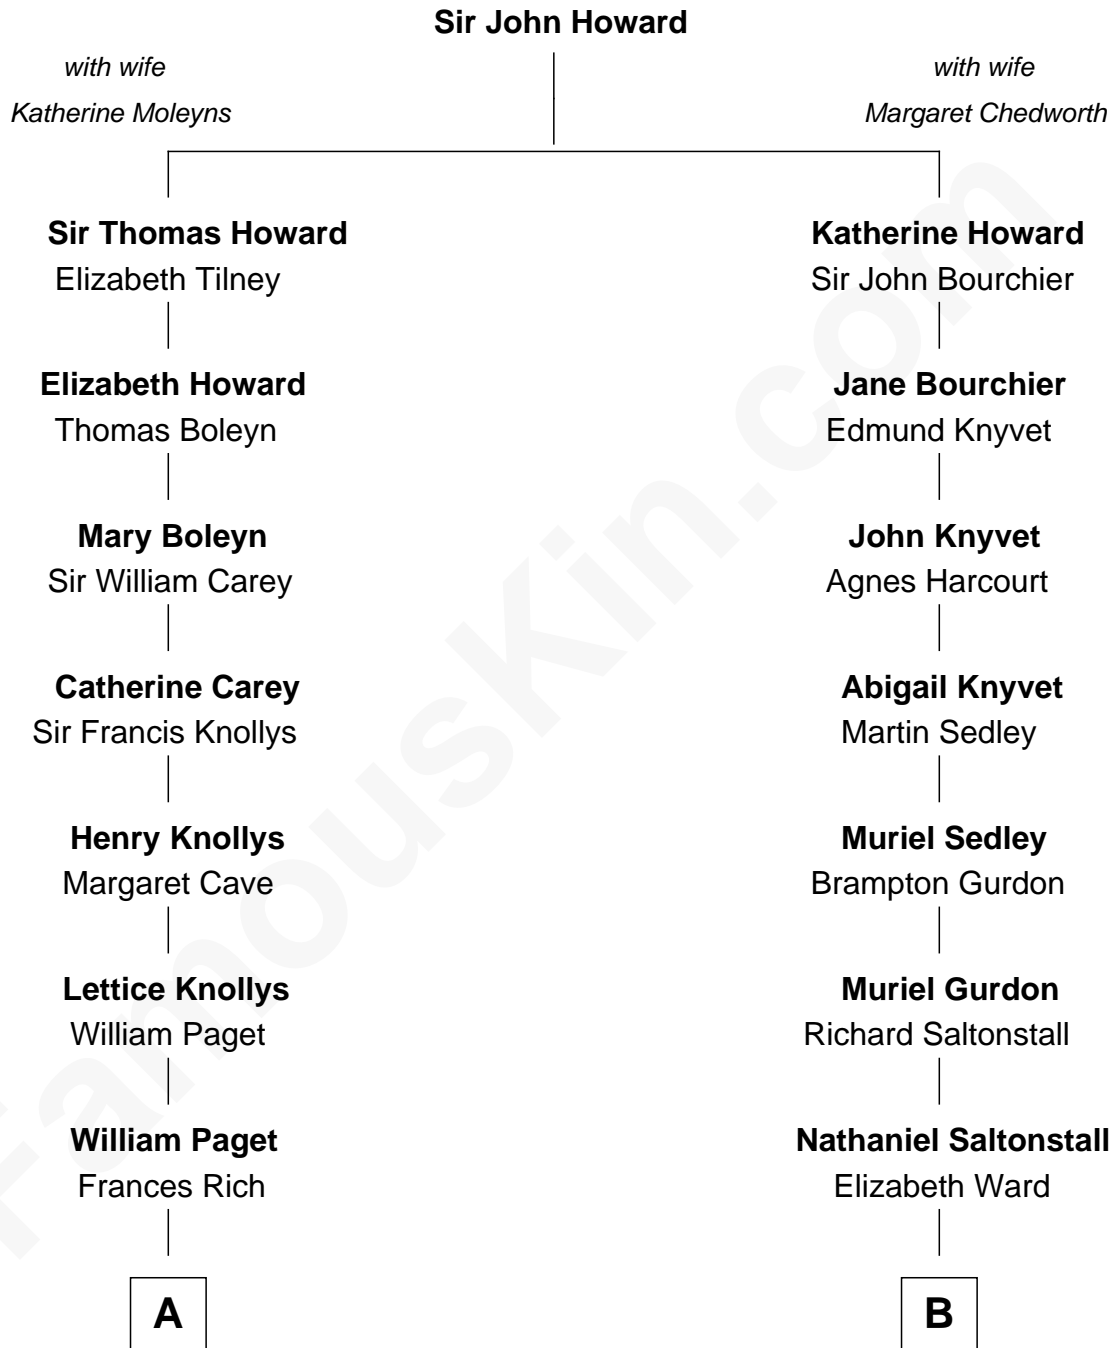 Sir John Howard
with wife
Katherine Moleyns
with wife
Margaret Chedworth
Sir Thomas Howard
Elizabeth Tilney
Katherine Howard
Sir John Bourchier
Elizabeth Howard
Thomas Boleyn
Jane Bourchier
Edmund Knyvet
Mary Boleyn
Sir William Carey
John Knyvet
Agnes Harcourt
Catherine Carey
Sir Francis Knollys
Abigail Knyvet
Martin Sedley
Henry Knollys
Margaret Cave
Muriel Sedley
Brampton Gurdon
Lettice Knollys
William Paget
Muriel Gurdon
Richard Saltonstall
William Paget
Frances Rich
Nathaniel Saltonstall
Elizabeth Ward
A
B
FamousKin.com